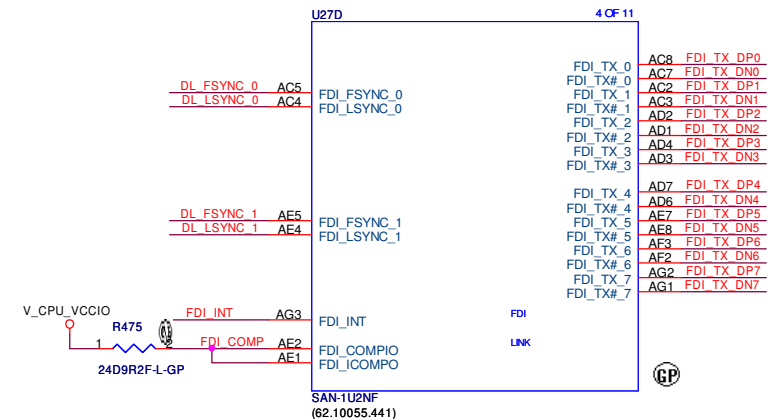 U27D 4 OF 11
DL_FSYNC_0 AC5 FDI_FSYNC_0
DL_LSYNC_0 AC4 FDI_LSYNC_0
FDI_TX_0 AC8 FDI_TX_DP0
FDI_TX#_0 AC7 FDI_TX_DN0
FDI_TX_1 AC2 FDI_TX_DP1
FDI_TX#_1 AC3 FDI_TX_DN1
FDI_TX_2 AD2 FDI_TX_DP2
FDI_TX#_2 AD1 FDI_TX_DN2
FDI_TX_3 AD4 FDI_TX_DP3
FDI_TX#_3 AD3 FDI_TX_DN3
DL_FSYNC_1 AE5 FDI_FSYNC_1
DL_LSYNC_1 AE4 FDI_LSYNC_1
FDI_TX_4 AD7 FDI_TX_DP4
FDI_TX#_4 AD6 FDI_TX_DN4
FDI_TX_5 AE7 FDI_TX_DP5
FDI_TX#_5 AE8 FDI_TX_DN5
FDI_TX_6 AF3 FDI_TX_DP6
FDI_TX#_6 AF2 FDI_TX_DN6
FDI_TX_7 AG2 FDI_TX_DP7
FDI_TX#_7 AG1 FDI_TX_DN7
V_CPU_VCCIO
FDI_INT AG3 FDI_INT
R475
1 2
FDI_COMP AE2 FDI_COMPIO
AE1 FDI_ICOMPO
24D9R2F-L-GP
FDI
LINK
GP
SAN-1U2NF
(62.10055.441)